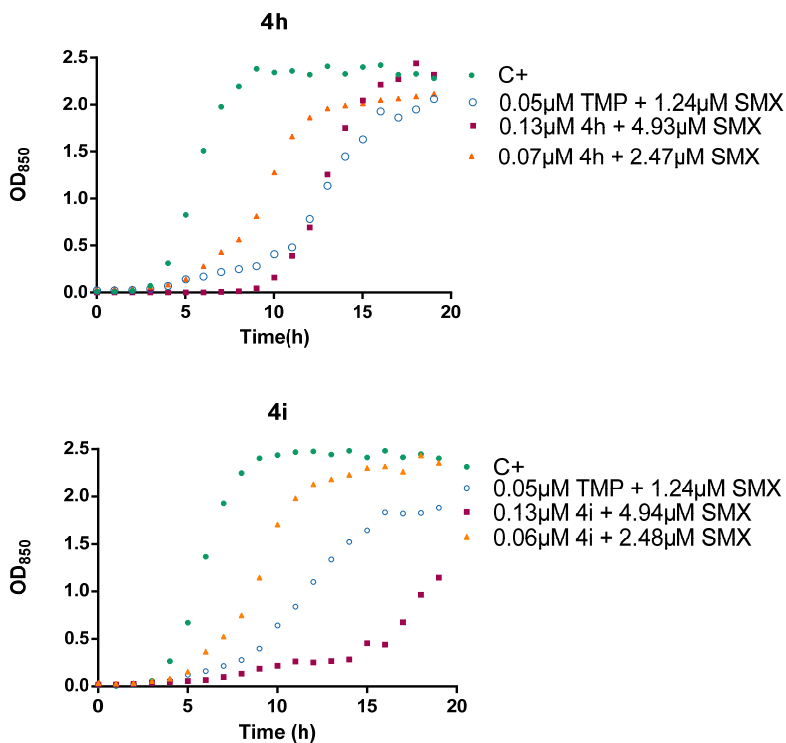 4h
2.5
2.0
1.5
1.0
0.5
0.0
OD850
0
5
10
15
20
Time(h)
C+
0.05µM TMP + 1.24µM SMX
0.13µM 4h + 4.93µM SMX
0.07µM 4h + 2.47µM SMX
4i
2.5
2.0
1.5
1.0
0.5
0.0
OD850
0
5
10
15
20
Time (h)
C+
0.05µM TMP + 1.24µM SMX
0.13µM 4i + 4.94µM SMX
0.06µM 4i + 2.48µM SMX